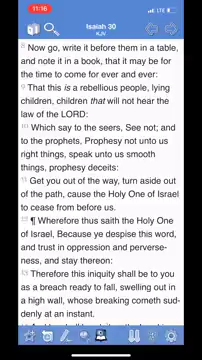 11:16
LTE
Isaiah 30
KJV
8 Now go, write it before them in a table,
and note it in a book, that it may be for
the time to come for ever and ever:
9 That this is a rebellious people, lying
children, children that will not hear the
law of the LORD:
10 Which say to the seers, See not; and to
the prophets, Prophesy not unto us
right things, speak unto us smooth
things, prophesy deceits:
11 Get you out of the way, turn aside out
of the path, cause the Holy One of Israel
to cease from before us.
12 ¶ Wherefore thus saith the Holy One
of Israel, Because ye despise this word,
and trust in oppression and perverse-
ness, and stay thereon:
13 Therefore this iniquity shall be to you
as a breach ready to fall, swelling out in
a high wall, whose breaking cometh sud-
denly at an instant.